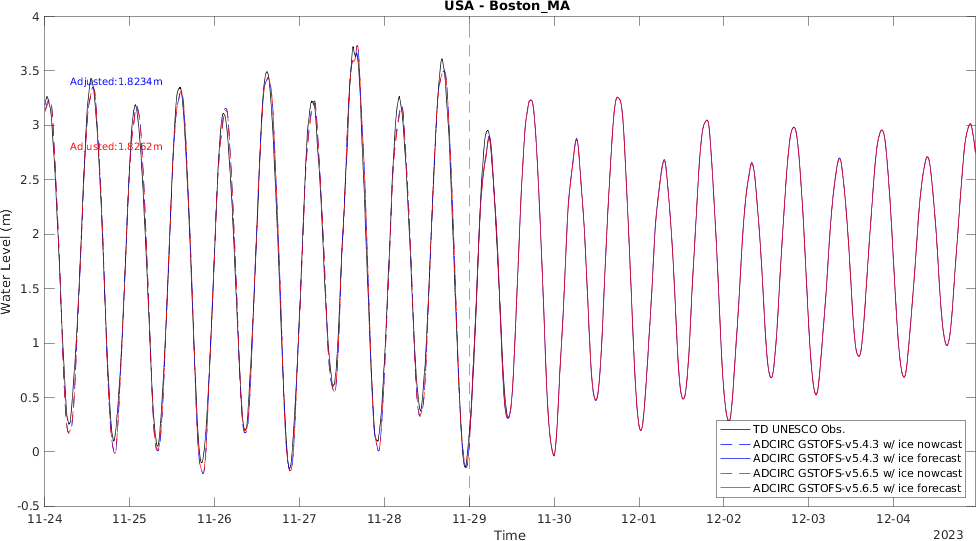 USA - Boston_MA
4
3.5
3
2.5
2
1.5
1
0.5
0
-0.5
Water Level (m)
Adjusted:1.8234m
Adjusted:1.8262m
TD UNESCO Obs.
ADCIRC GSTOFS-v5.4.3 w/ ice nowcast
ADCIRC GSTOFS-v5.4.3 w/ ice forecast
ADCIRC GSTOFS-v5.6.5 w/ ice nowcast
ADCIRC GSTOFS-v5.6.5 w/ ice forecast
11-24 11-25 11-26 11-27 11-28 11-29 11-30 12-01 12-02 12-03 12-04
Time
2023